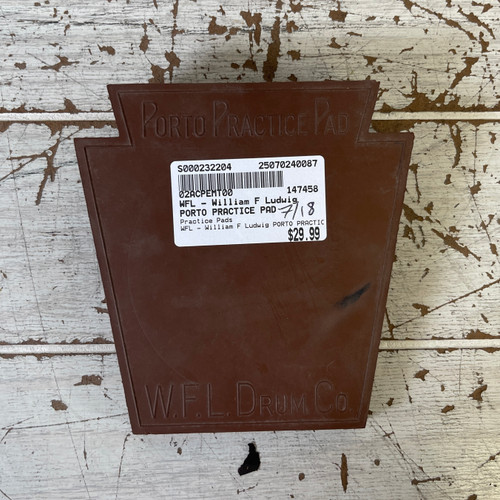 PORTO PRACTICE PAD
S000232204 25070240087
02ACPEMT00 147458
WFL - William F Ludwig
PORTO PRACTICE PAD 7/18
Practice Pads
WFL - William F Ludwig PORTO PRACTIC
$29.99
W.F.L. DRUM. CO.